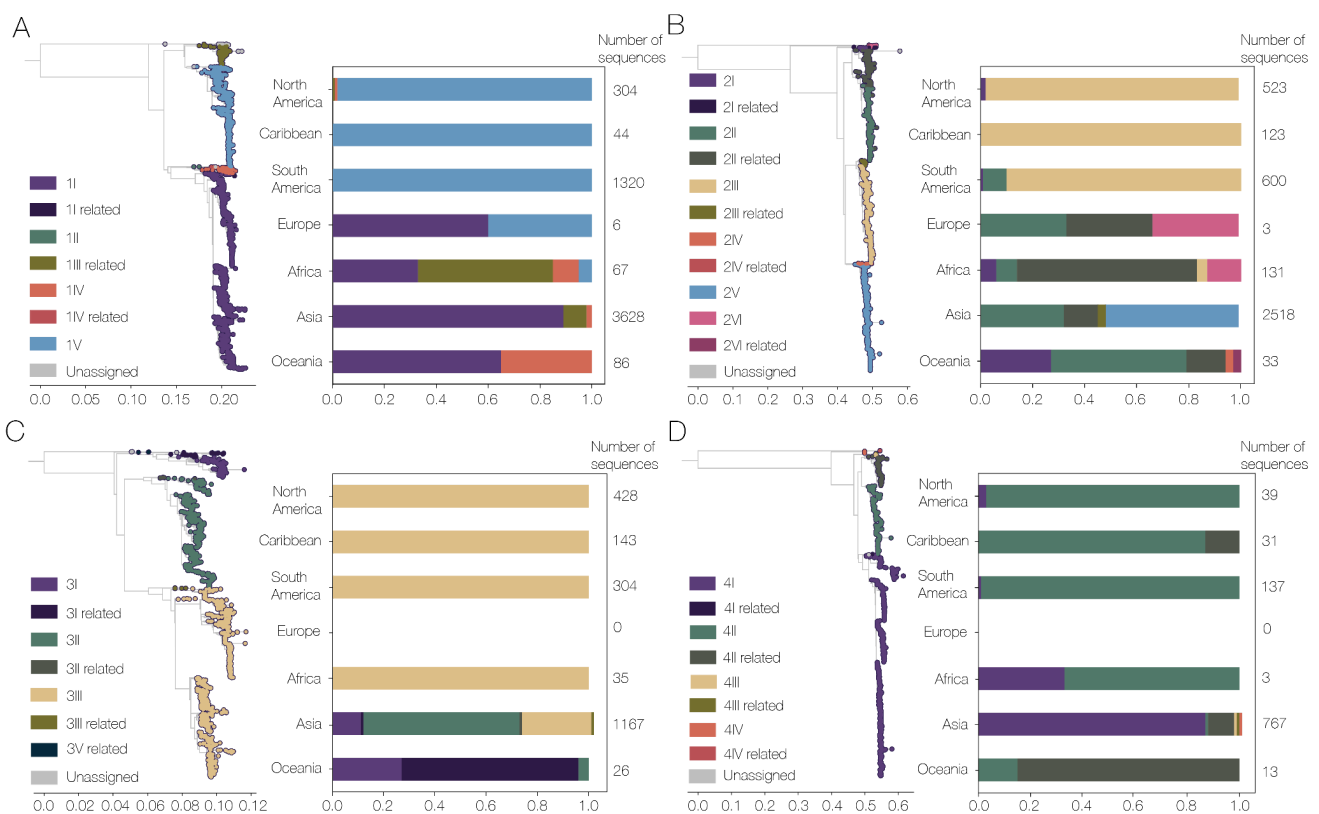 A
Number of
sequences
North
America
304
Caribbean
44
South
America
1320
Europe
6
Africa
67
Asia
3628
Oceania
86
1I
1I related
1II
1III related
1IV
1IV related
1V
Unassigned
0.0 0.05 0.10 0.15 0.20
0.0 0.2 0.4 0.6 0.8 1.0
B
Number of
sequences
2I
2I related
2II
2II related
2III
2III related
2IV
2IV related
2V
2VI
2VI related
Unassigned
North
America
523
Caribbean
123
South
America
600
Europe
3
Africa
131
Asia
2518
Oceania
33
0.0 0.1 0.2 0.3 0.4 0.5 0.6
0.0 0.2 0.4 0.6 0.8 1.0
C
Number of
sequences
North
America
428
Caribbean
143
South
America
304
Europe
0
Africa
35
Asia
1167
Oceania
26
3I
3I related
3II
3II related
3III
3III related
3V related
Unassigned
0.0 0.02 0.04 0.06 0.08 0.10 0.12
0.0 0.2 0.4 0.6 0.8 1.0
D
Number of
sequences
North
America
39
Caribbean
31
South
America
137
Europe
0
Africa
3
Asia
767
Oceania
13
4I
4I related
4II
4II related
4III
4III related
4IV
4IV related
Unassigned
0.0 0.1 0.2 0.3 0.4 0.5 0.6
0.0 0.2 0.4 0.6 0.8 1.0